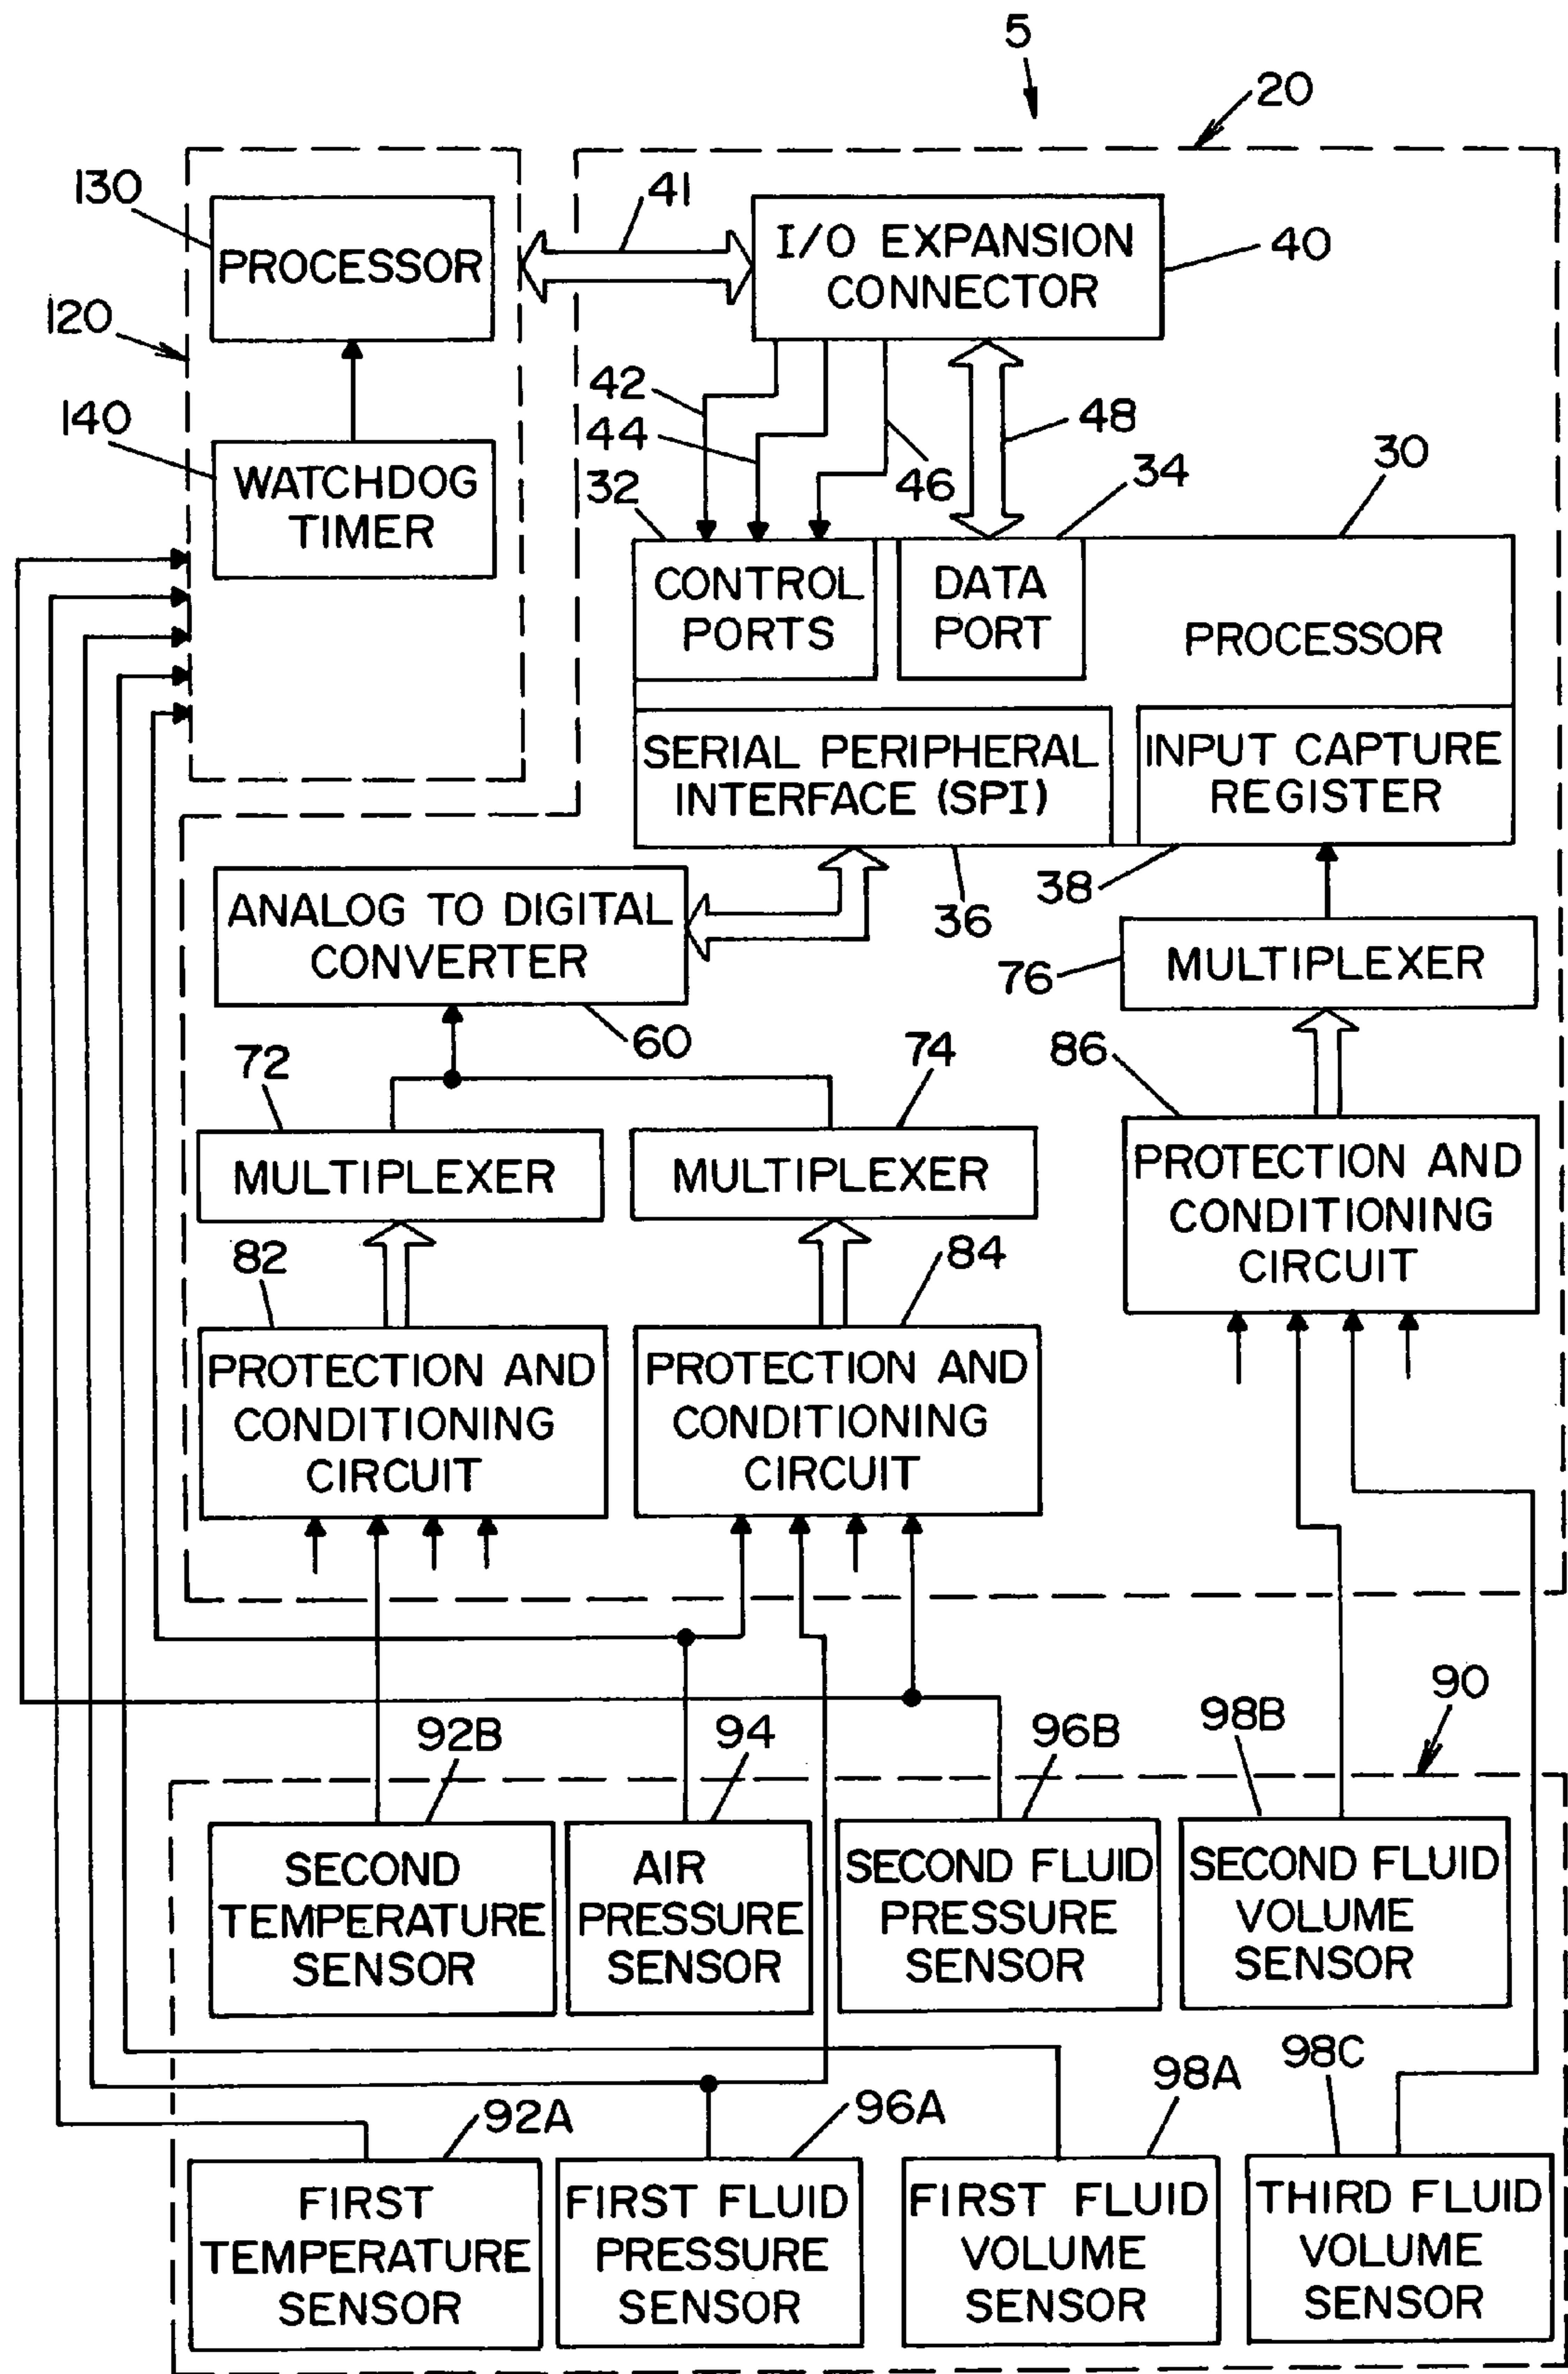 5
20
130
41
PROCESSOR
I/O EXPANSION
CONNECTOR
40
120
42
140
44
48
30
WATCHDOG
TIMER
32
46
34
CONTROL
PORTS
DATA
PORT
PROCESSOR
SERIAL PERIPHERAL
INTERFACE (SPI)
INPUT CAPTURE
REGISTER
38
36
ANALOG TO DIGITAL
CONVERTER
76
MULTIPLEXER
60
72
74
86
MULTIPLEXER
MULTIPLEXER
PROTECTION AND
CONDITIONING
CIRCUIT
82
84
PROTECTION AND
CONDITIONING
CIRCUIT
PROTECTION AND
CONDITIONING
CIRCUIT
90
92B
94
96B
98B
SECOND
TEMPERATURE
SENSOR
AIR
PRESSURE
SENSOR
SECOND FLUID
PRESSURE
SENSOR
SECOND FLUID
VOLUME
SENSOR
92A
96A
98A
98C
FIRST
TEMPERATURE
SENSOR
FIRST FLUID
PRESSURE
SENSOR
FIRST FLUID
VOLUME
SENSOR
THIRD FLUID
VOLUME
SENSOR